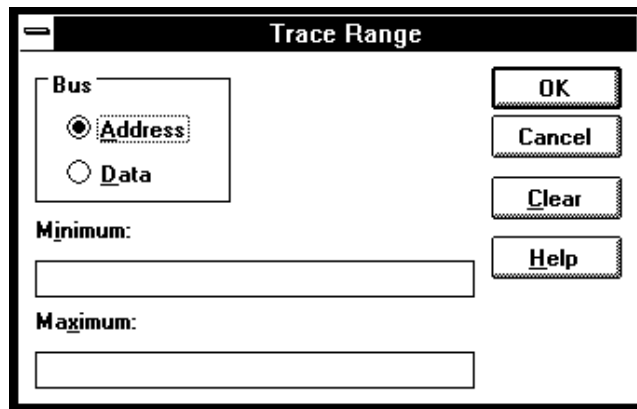 Trace Range
Bus
Address
Data
Minimum:
Maximum:
OK
Cancel
Clear
Help